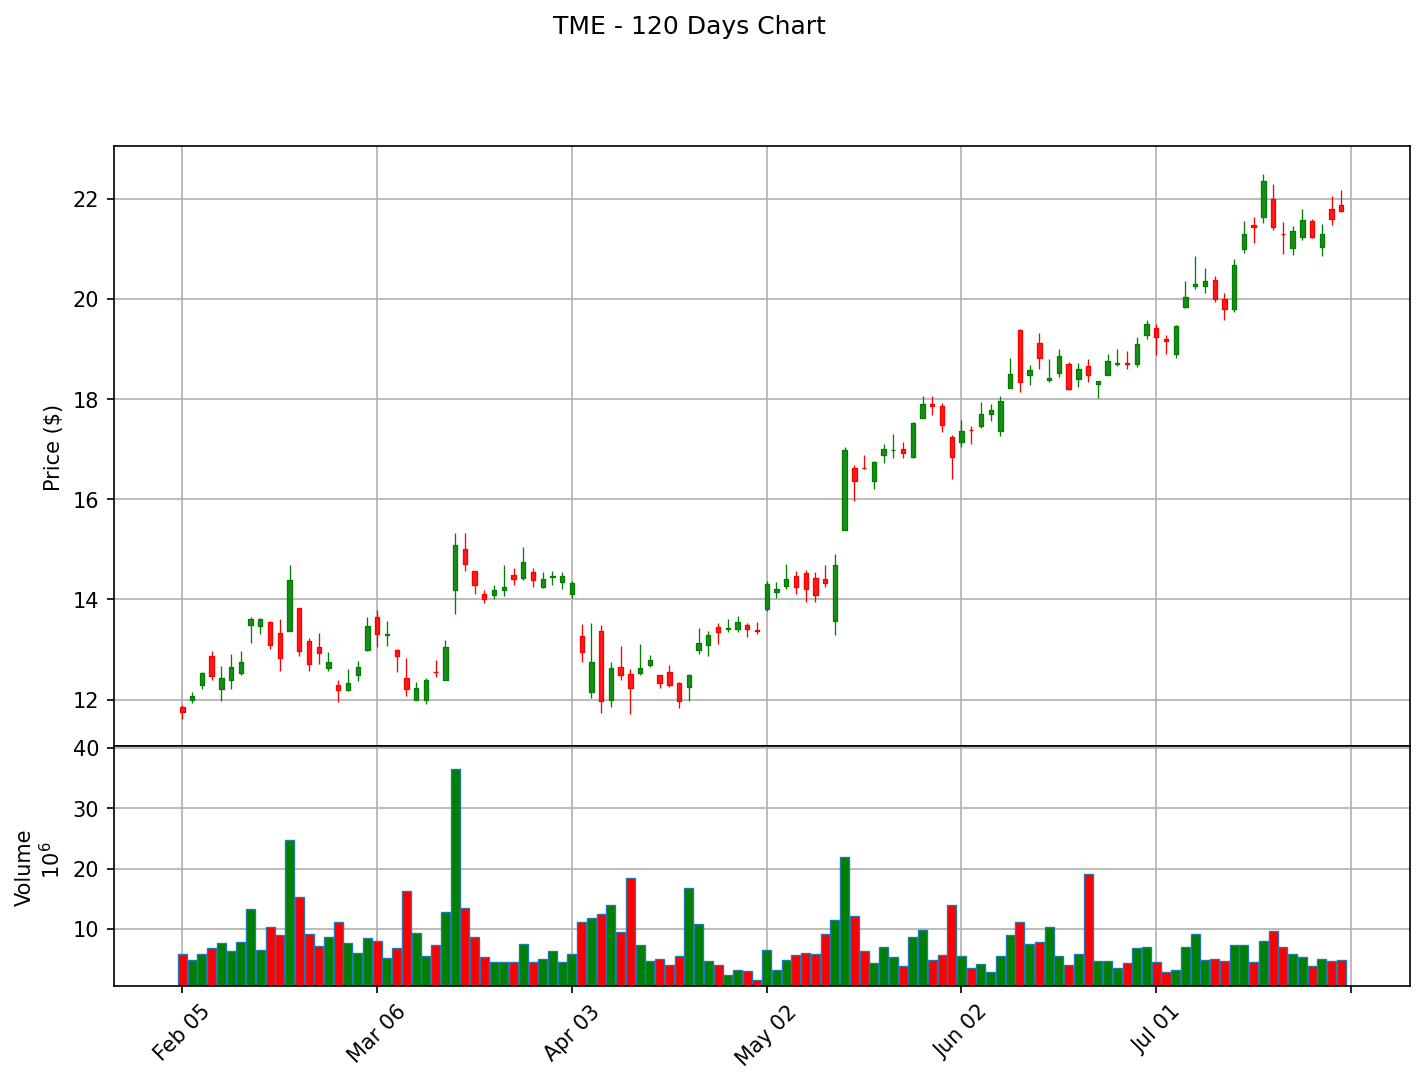 TME - 120 Days Chart
Price ($)
22
20
18
16
14
12
Volume
10⁶
40
30
20
10
Feb 05
Mar 06
Apr 03
May 02
Jun 02
Jul 01